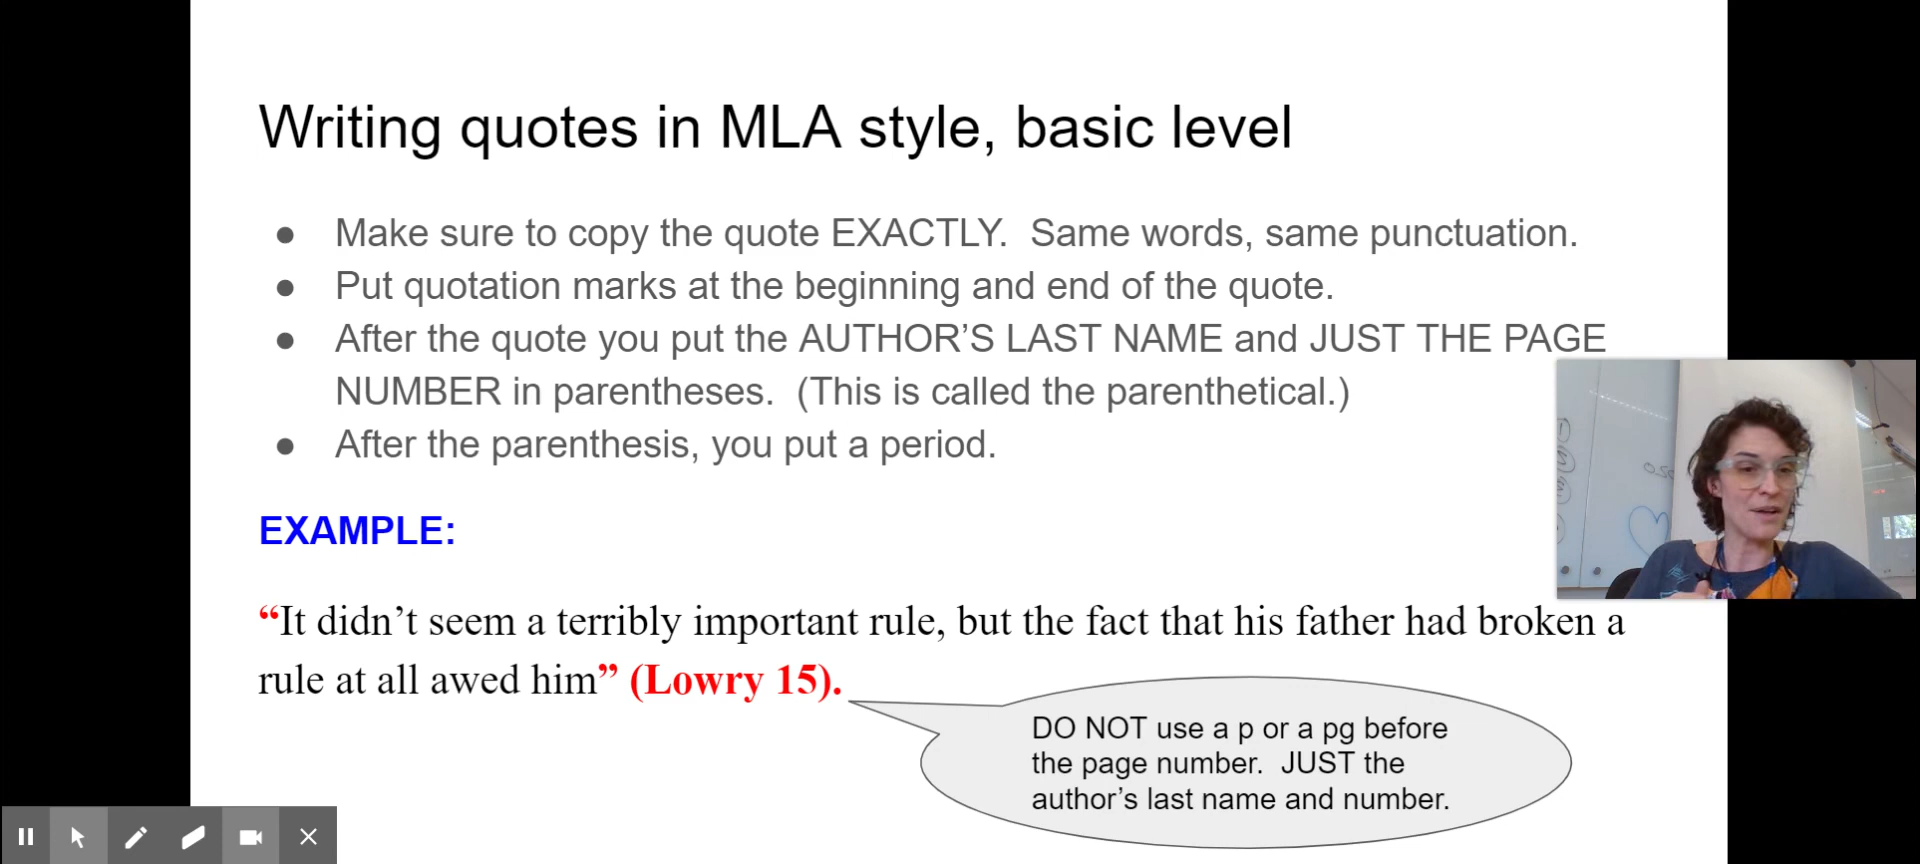 Writing quotes in MLA style, basic level
● Make sure to copy the quote EXACTLY.  Same words, same punctuation.
● Put quotation marks at the beginning and end of the quote.
● After the quote you put the AUTHOR’S LAST NAME and JUST THE PAGE
NUMBER in parentheses.  (This is called the parenthetical.)
● After the parenthesis, you put a period.
EXAMPLE:
“It didn’t seem a terribly important rule, but the fact that his father had broken a
rule at all awed him” (Lowry 15).
DO NOT use a p or a pg before
the page number.  JUST the
author’s last name and number.